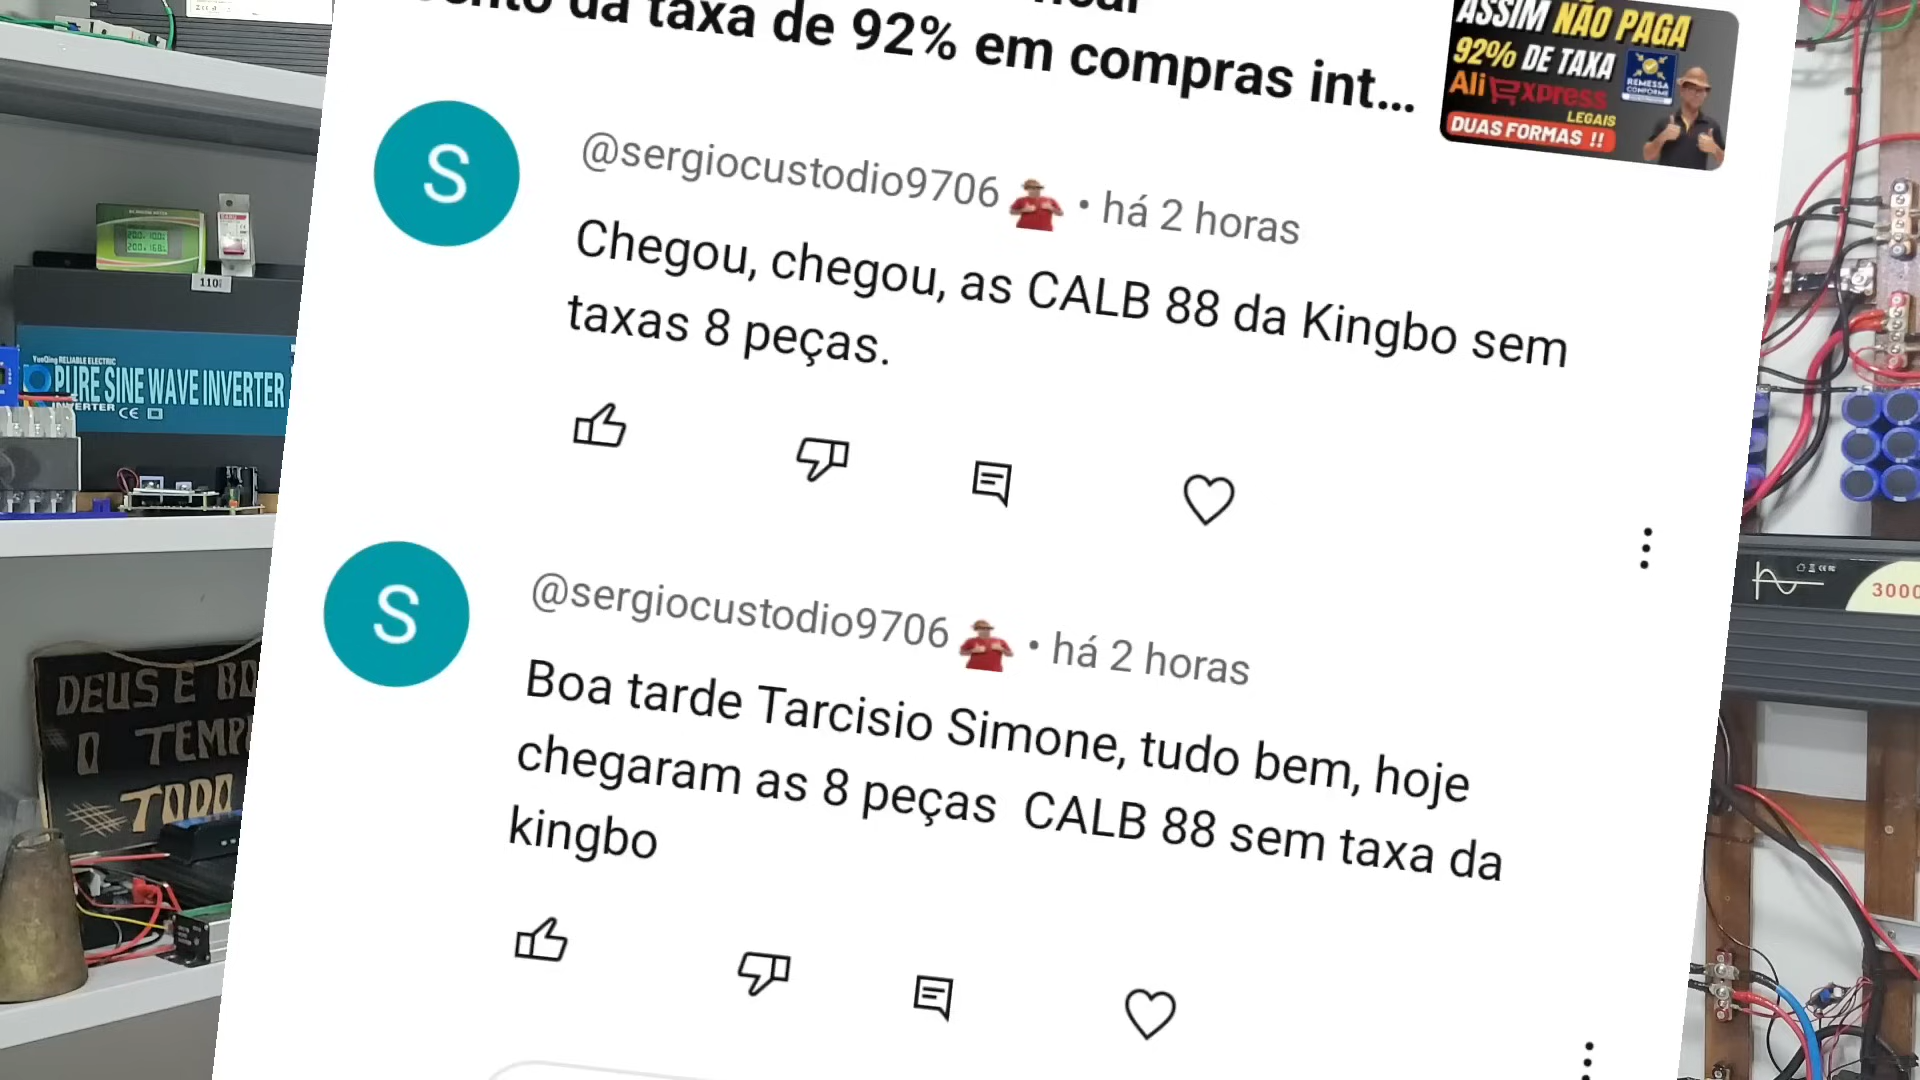 da taxa de 92% em compras int...
ASSIM NÃO PAGA
92% DE TAXA
REMESSA
CONFORME
AliExpress
LEGAIS
DUAS FORMAS !!
S
@sergiocustodio9706 • há 2 horas
Chegou, chegou, as CALB 88 da Kingbo sem
taxas 8 peças.
S
@sergiocustodio9706 • há 2 horas
Boa tarde Tarcisio Simone, tudo bem, hoje
chegaram as 8 peças CALB 88 sem taxa da
kingbo
110
YueQing RELIABLE ELECTRIC
PURE SINE WAVE INVERTER
INVERTER CE
DEUS E BO
O TEMP
TODO
3000